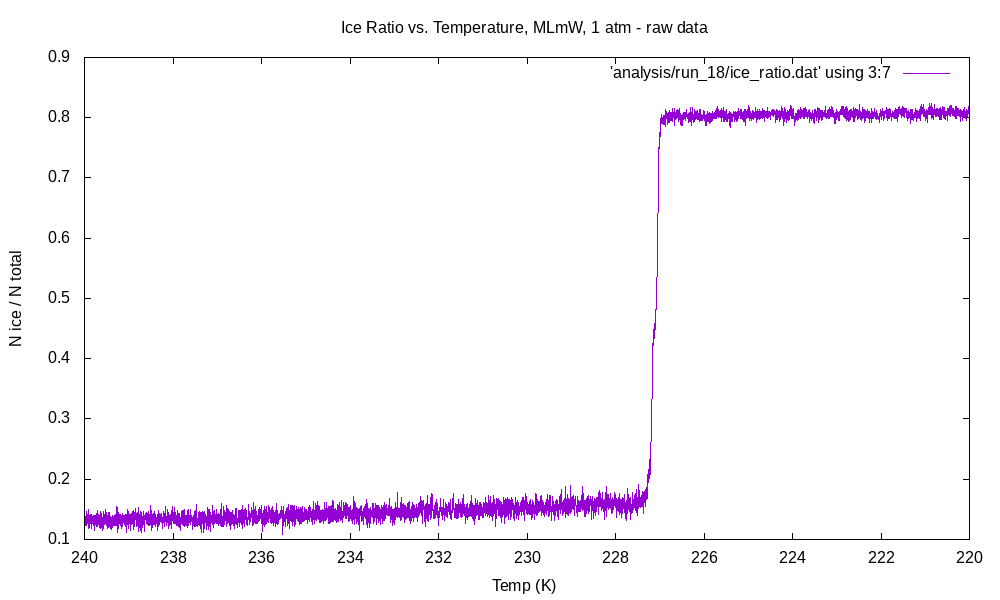 Ice Ratio vs. Temperature, MLmW, 1 atm - raw data
'analysis/run_18/ice_ratio.dat' using 3:7
0.9
0.8
0.7
0.6
0.5
0.4
0.3
0.2
0.1
N ice / N total
240 238 236 234 232 230 228 226 224 222 220
Temp (K)